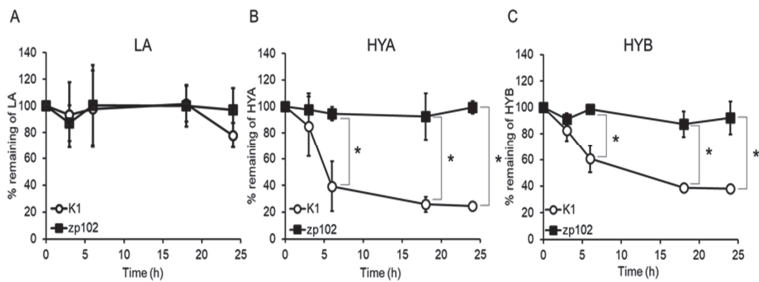 A
LA
% remaining of LA
140
120
100
80
60
40
20
0
K1
zp102
0 5 10 15 20 25
Time (h)
B
HYA
% remaining of HYA
140
120
100
80
60
40
20
0
*
*
*
K1
zp102
0 5 10 15 20 25
Time (h)
C
HYB
% remaining of HYB
140
120
100
80
60
40
20
0
*
*
*
K1
zp102
0 5 10 15 20 25
Time (h)